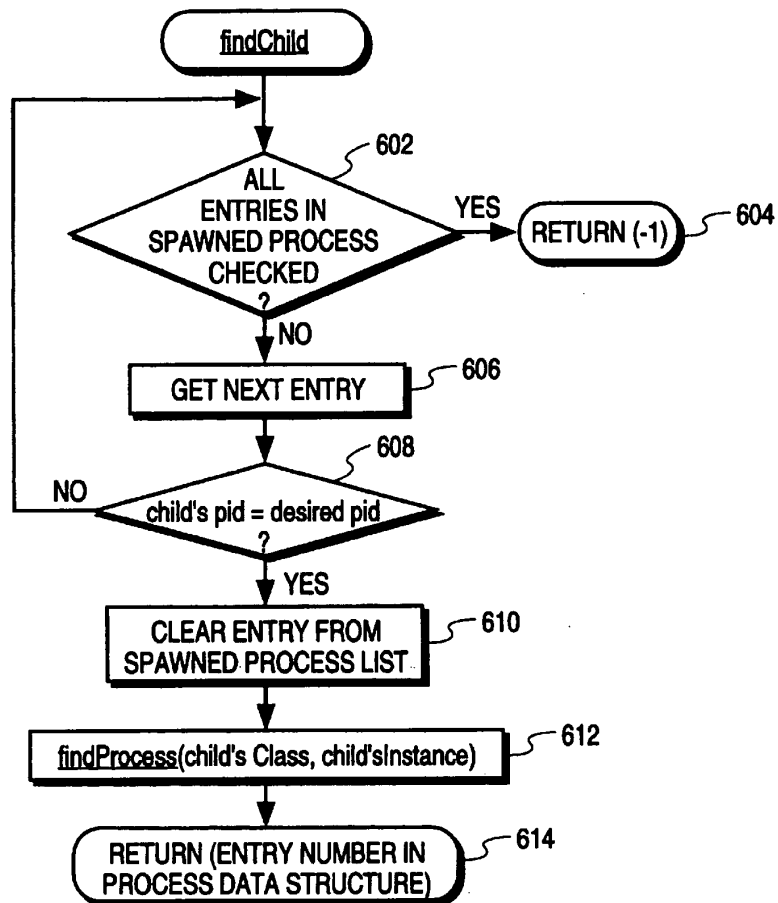 findChild
602
ALL
ENTRIES IN
SPAWNED PROCESS
CHECKED
?
YES
RETURN (-1)
604
NO
GET NEXT ENTRY
606
608
NO
child's pid = desired pid
?
YES
CLEAR ENTRY FROM
SPAWNED PROCESS LIST
610
findProcess(child's Class, child'sInstance)
612
RETURN (ENTRY NUMBER IN
PROCESS DATA STRUCTURE)
614